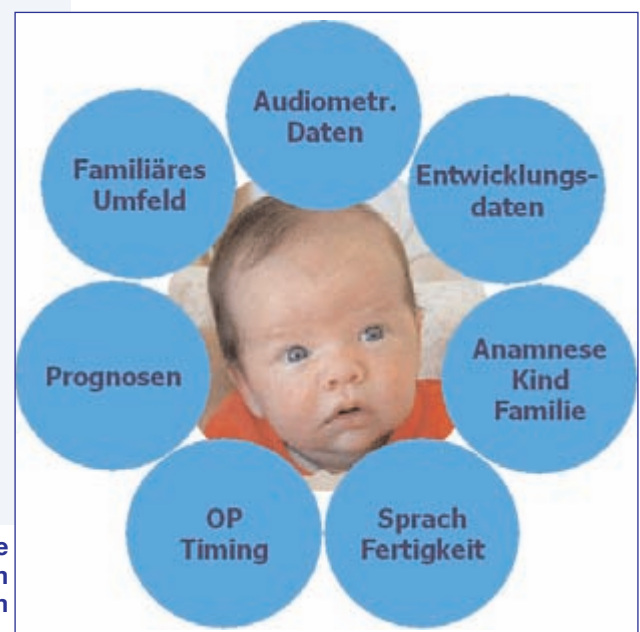 Audiometr.
Daten
Entwicklungs-
daten
Anamnese
Kind
Familie
Sprach
Fertigkeit
OP
Timing
Prognosen
Familiäres
Umfeld
e
n
n